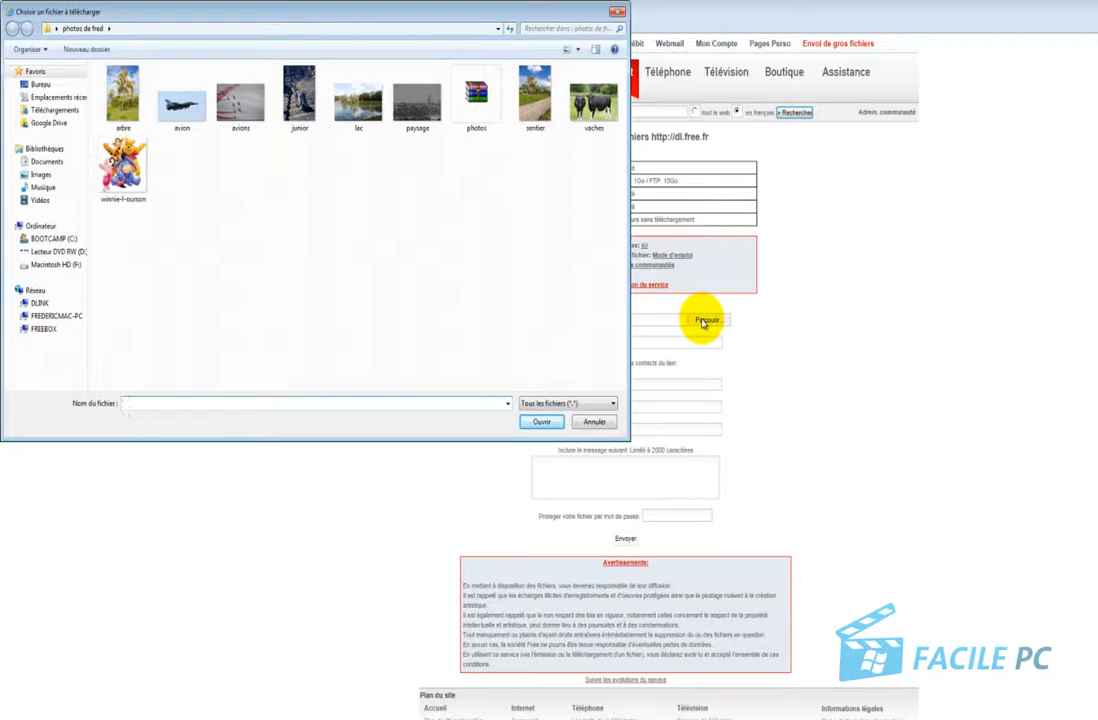 Choisir un fichier à télécharger
photos de fred
Rechercher dans : photos de fr...
Organiser
Nouveau dossier
Favoris
Bureau
Emplacements récen
Téléchargements
Google Drive
Bibliothèques
Documents
Images
Musique
Vidéos
Ordinateur
BOOTCAMP (C:)
Lecteur DVD RW (D:)
Macintosh HD (F:)
Réseau
DLINK
FREDERICMAC-PC
FREEBOX
arbre
avion
avions
junior
lac
paysage
photos
sentier
vaches
winnie-l-ourson
Nom du fichier :
Tous les fichiers (*.*)
Ouvrir
Annuler
ébit
Webmail
Mon Compte
Pages Perso
Envoi de gros fichiers
Téléphone
Télévision
Boutique
Assistance
tout le web
en français
> Rechercher
Admin. communauté
hiers http://dl.free.fr
1Go / FTP: 10Go
urs sans téléchargement
ici
fichier: Mode d'emploi
s communautés
on du service
Parcourir...
s contacts du lien:
Inclure le message suivant: Limité à 2000 caractères
Protéger votre fichier par mot de passe:
Envoyer
Avertissements:
En mettant à disposition des fichiers, vous devenez responsable de leur diffusion
Il est rappelé que les échanges illicites d'enregistrements et d'oeuvres protégées ainsi que le piratage nuisent à la création
artistique.
Il est également rappelé que le non respect des lois en vigueur, notamment celles concernant le respect de la propriété
intellectuelle et artistique, peut donner lieu à des poursuites et à des condamnations.
Tout manquement ou plainte d'ayant droits entraînera irrémédiablement la suppression du ou des fichiers en question.
En aucun cas, la société Free ne pourra être tenue responsable d'éventuelles pertes de données.
En utilisant ce service (via l'émission ou le téléchargement d'un fichier), vous déclarez avoir lu et accepté l'ensemble de ces
conditions.
Suivre les évolutions du service
Plan du site
Accueil
Internet
Téléphone
Télévision
Informations légales
FACILE PC